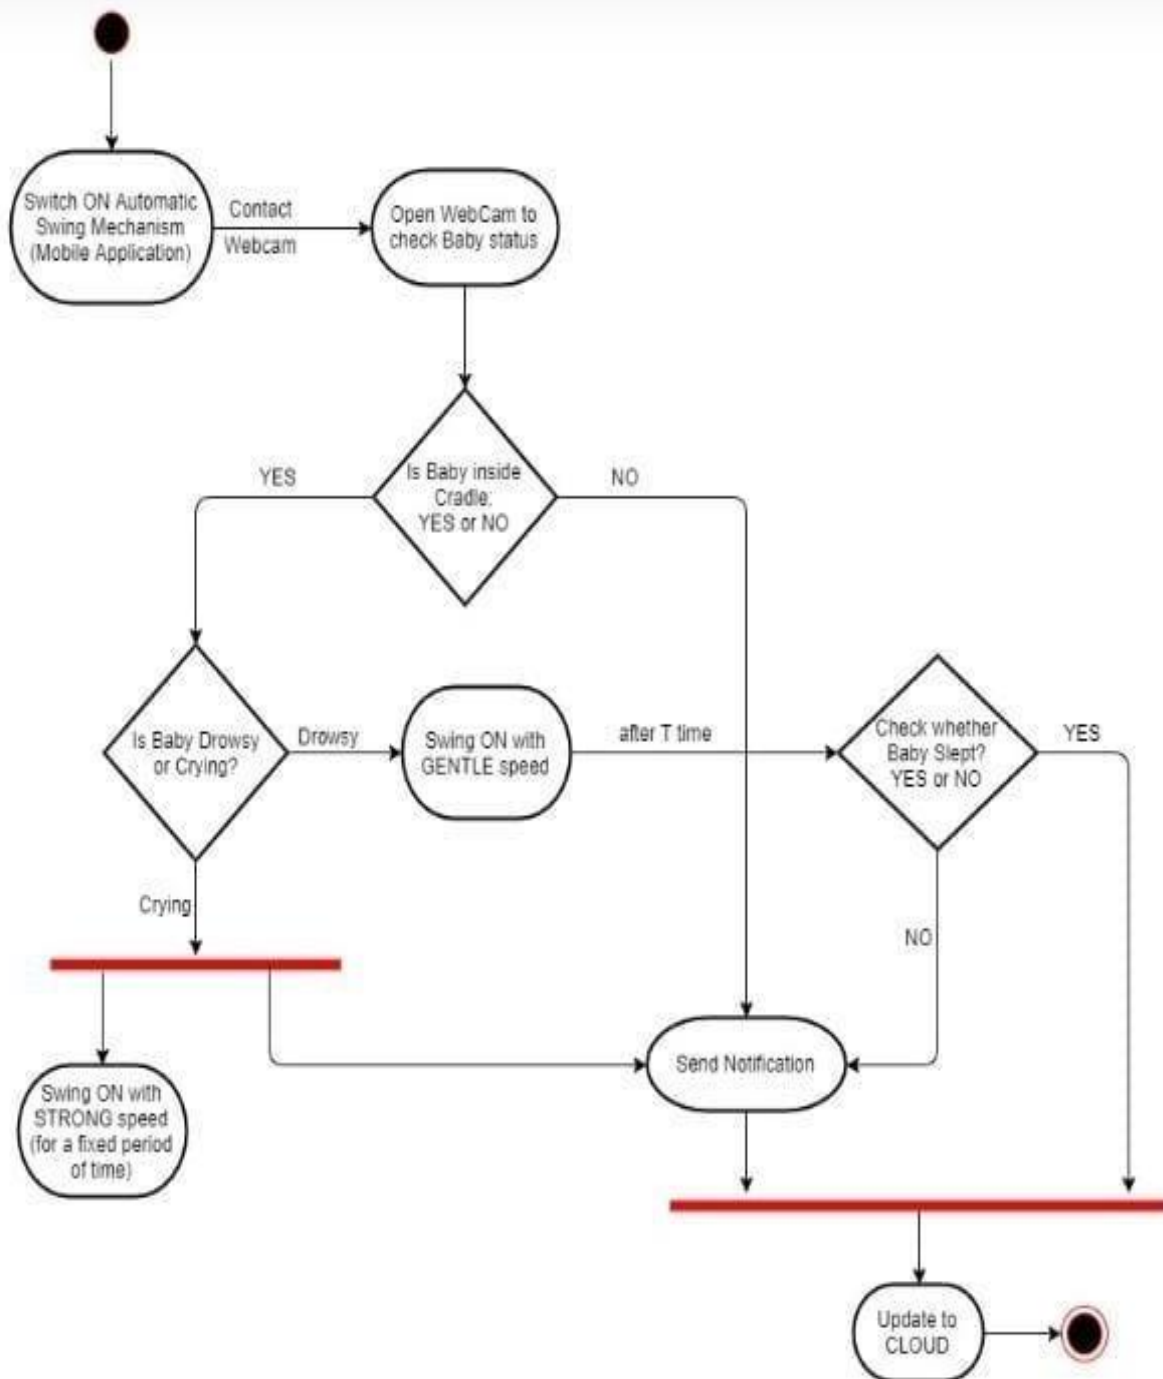 Switch ON Automatic
Swing Mechanism
(Mobile Application)
Contact
Webcam
Open WebCam to
check Baby status
Is Baby inside
Cradle:
YES or NO
YES
NO
Is Baby Drowsy
or Crying?
Drowsy
Swing ON with
GENTLE speed
after T time
Check whether
Baby Slept?
YES or NO
YES
Crying
NO
Swing ON with
STRONG speed
(for a fixed period
of time)
Send Notification
Update to
CLOUD